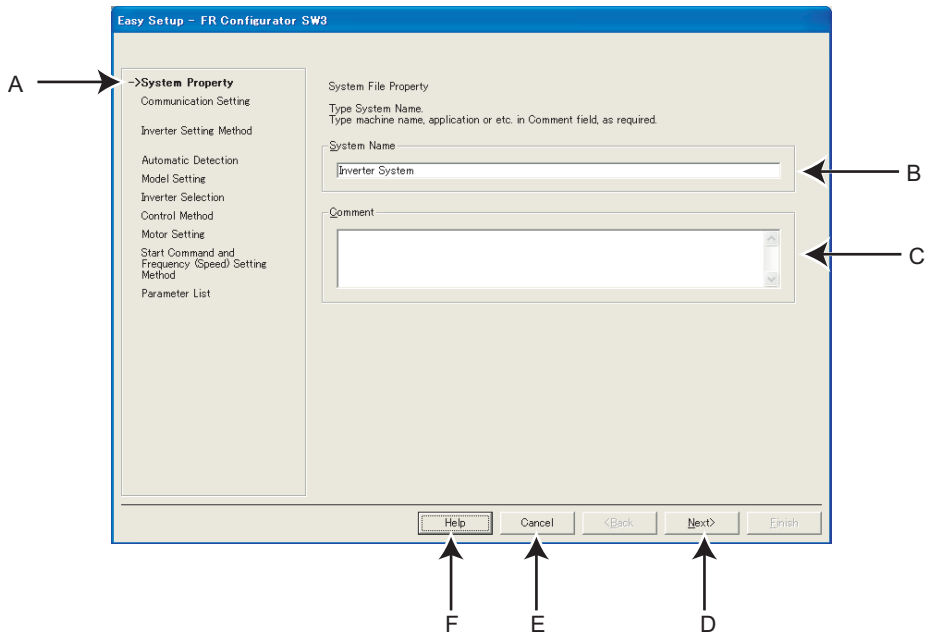 Easy Setup - FR Configurator SW3
A
->System Property
Communication Setting
Inverter Setting Method
Automatic Detection
Model Setting
Inverter Selection
Control Method
Motor Setting
Start Command and
Frequency (Speed) Setting
Method
Parameter List
System File Property
Type System Name.
Type machine name, application or etc. in Comment field, as required.
System Name
Inverter System
B
Comment
C
Help
Cancel
<Back
Next>
Finish
F
E
D